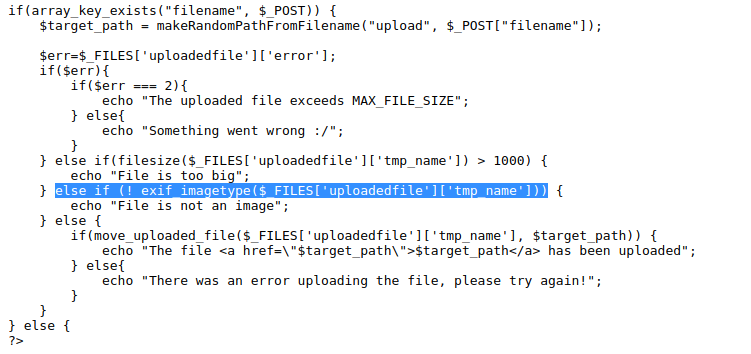 if(array_key_exists("filename", $_POST)) {
    $target_path = makeRandomPathFromFilename("upload", $_POST["filename"]);

    $err=$_FILES['uploadedfile']['error'];
    if($err){
        if($err === 2){
            echo "The uploaded file exceeds MAX_FILE_SIZE";
        } else{
            echo "Something went wrong :/";
        }
    } else if(filesize($_FILES['uploadedfile']['tmp_name']) > 1000) {
        echo "File is too big";
    } else if (! exif_imagetype($_FILES['uploadedfile']['tmp_name'])) {
        echo "File is not an image";
    } else {
        if(move_uploaded_file($_FILES['uploadedfile']['tmp_name'], $target_path)) {
            echo "The file <a href=\"$target_path\">$target_path</a> has been uploaded";
        } else{
            echo "There was an error uploading the file, please try again!";
        }
    }
} else {
?>